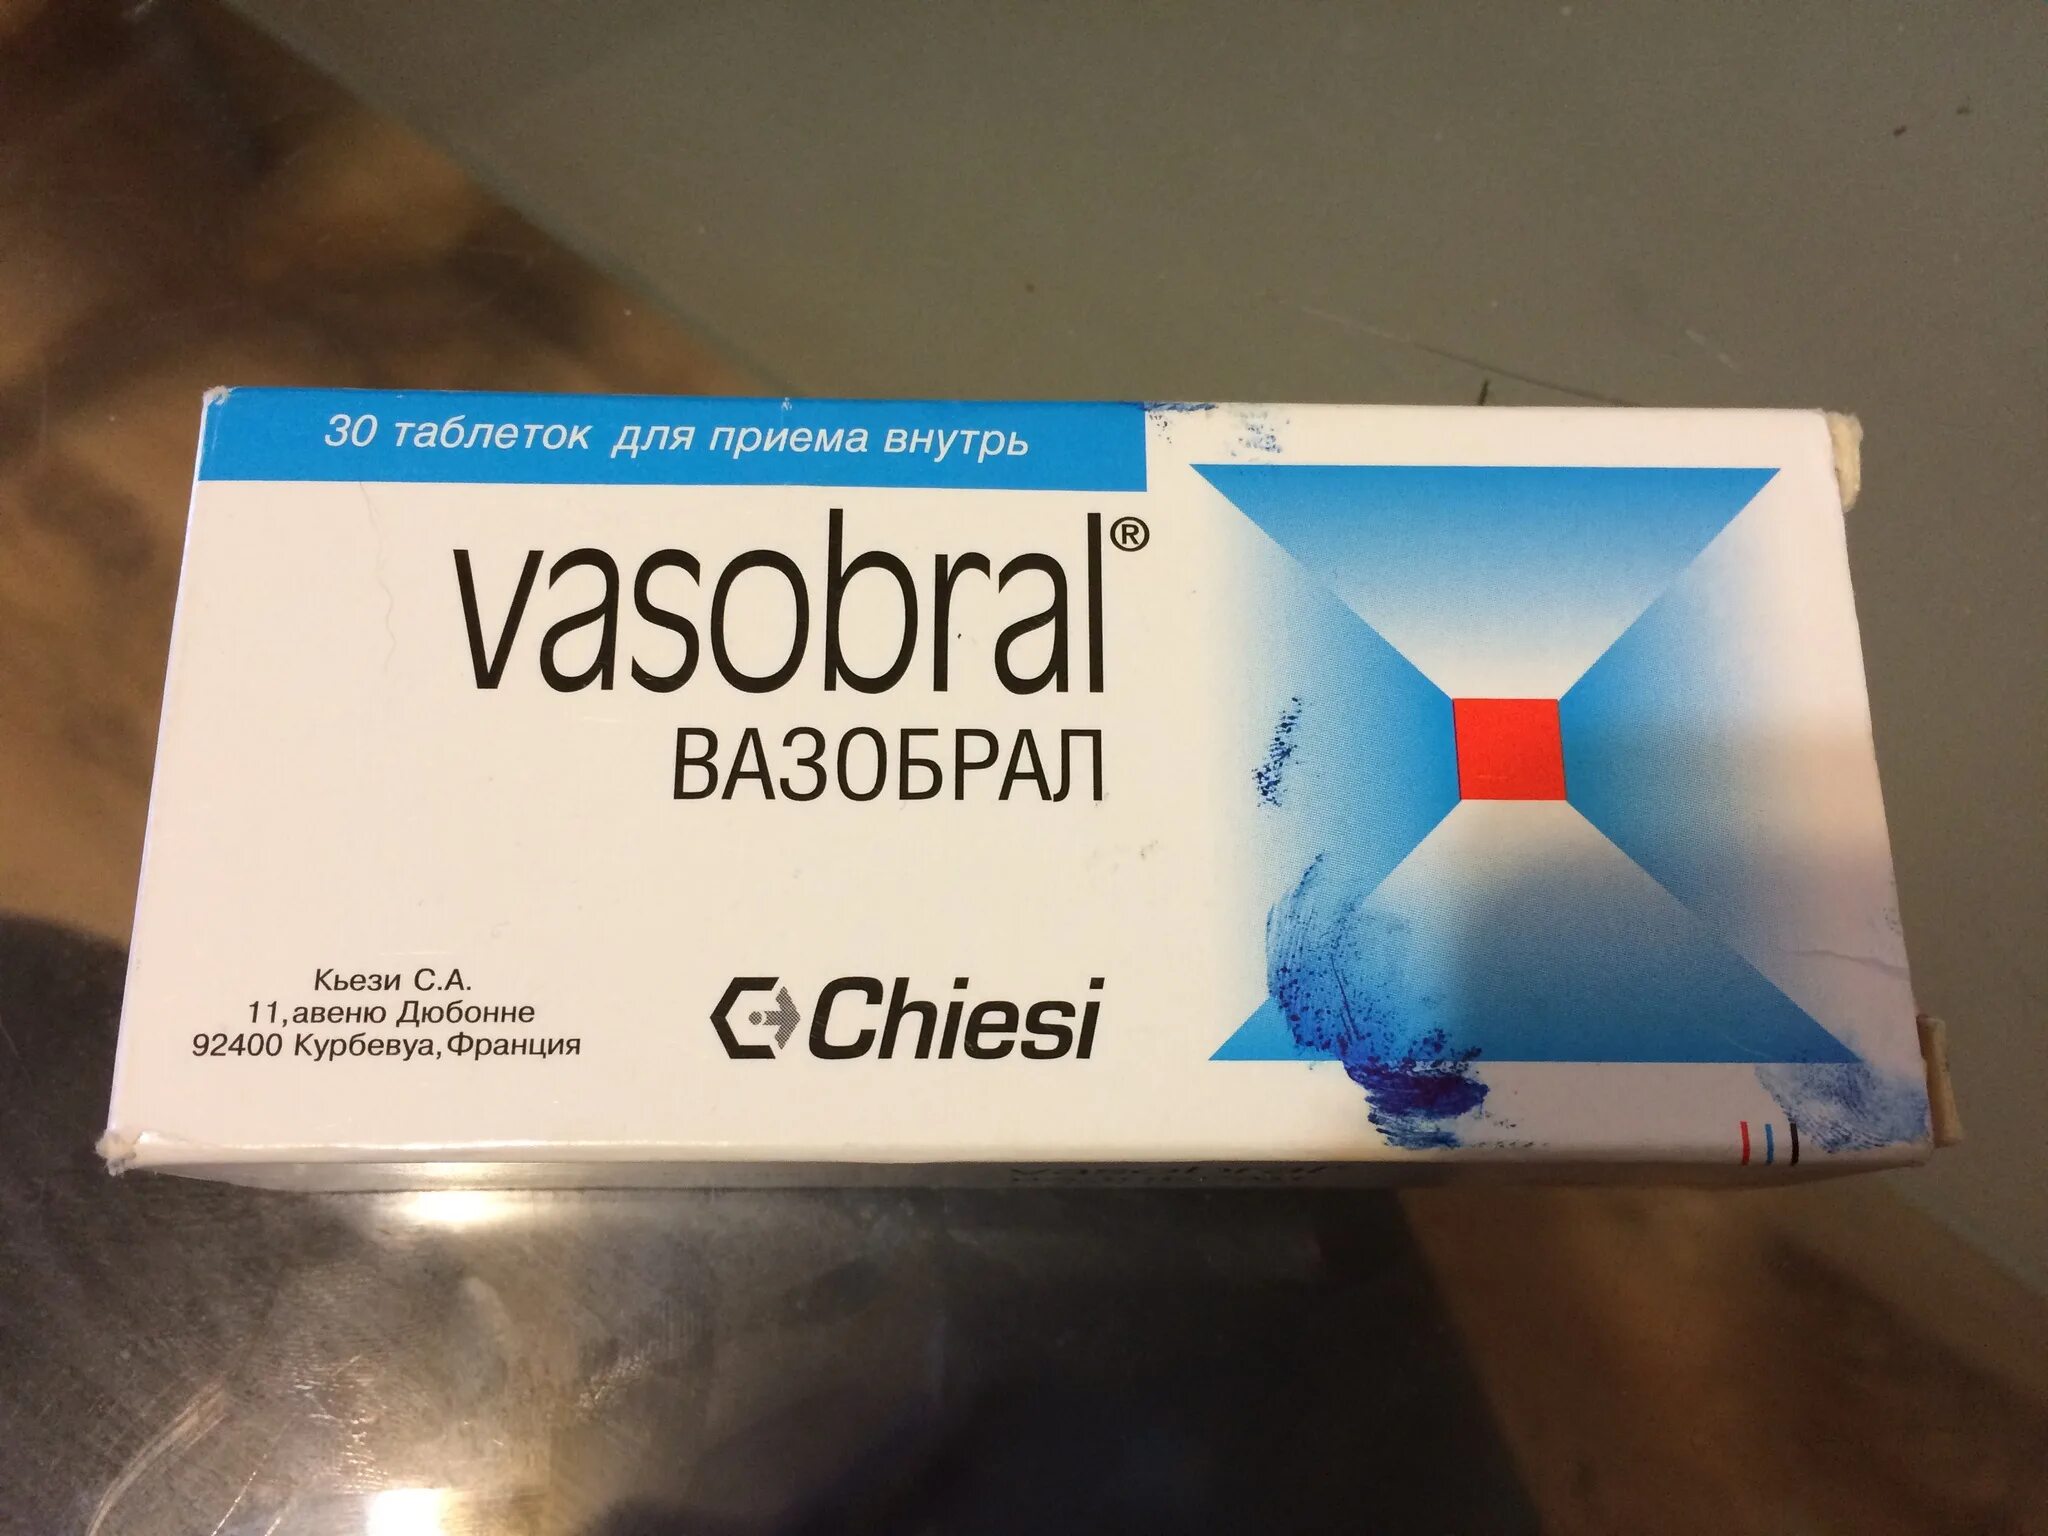 30 таблеток для приема внутрь
vasobral®
ВАЗОБРАЛ
Кьези С.А.
11,авеню Дюбонне
92400 Курбевуа,Франция
Chiesi